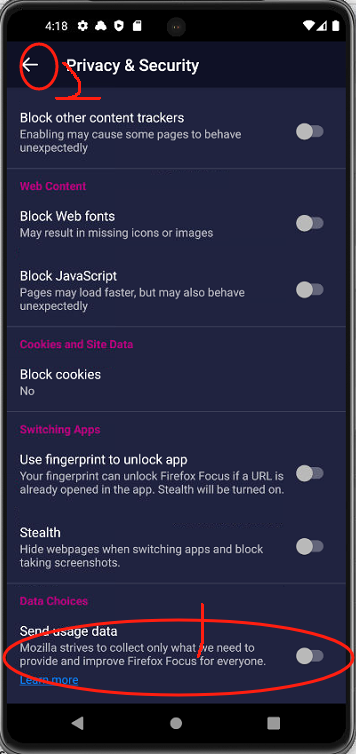 4:18
Privacy & Security
Block other content trackers
Enabling may cause some pages to behave
unexpectedly
Web Content
Block Web fonts
May result in missing icons or images
Block JavaScript
Pages may load faster, but may also behave
unexpectedly
Cookies and Site Data
Block cookies
No
Switching Apps
Use fingerprint to unlock app
Your fingerprint can unlock Firefox Focus if a URL is
already opened in the app. Stealth will be turned on.
Stealth
Hide webpages when switching apps and block
taking screenshots.
Data Choices
Send usage data
Mozilla strives to collect only what we need to
provide and improve Firefox Focus for everyone.
Learn more